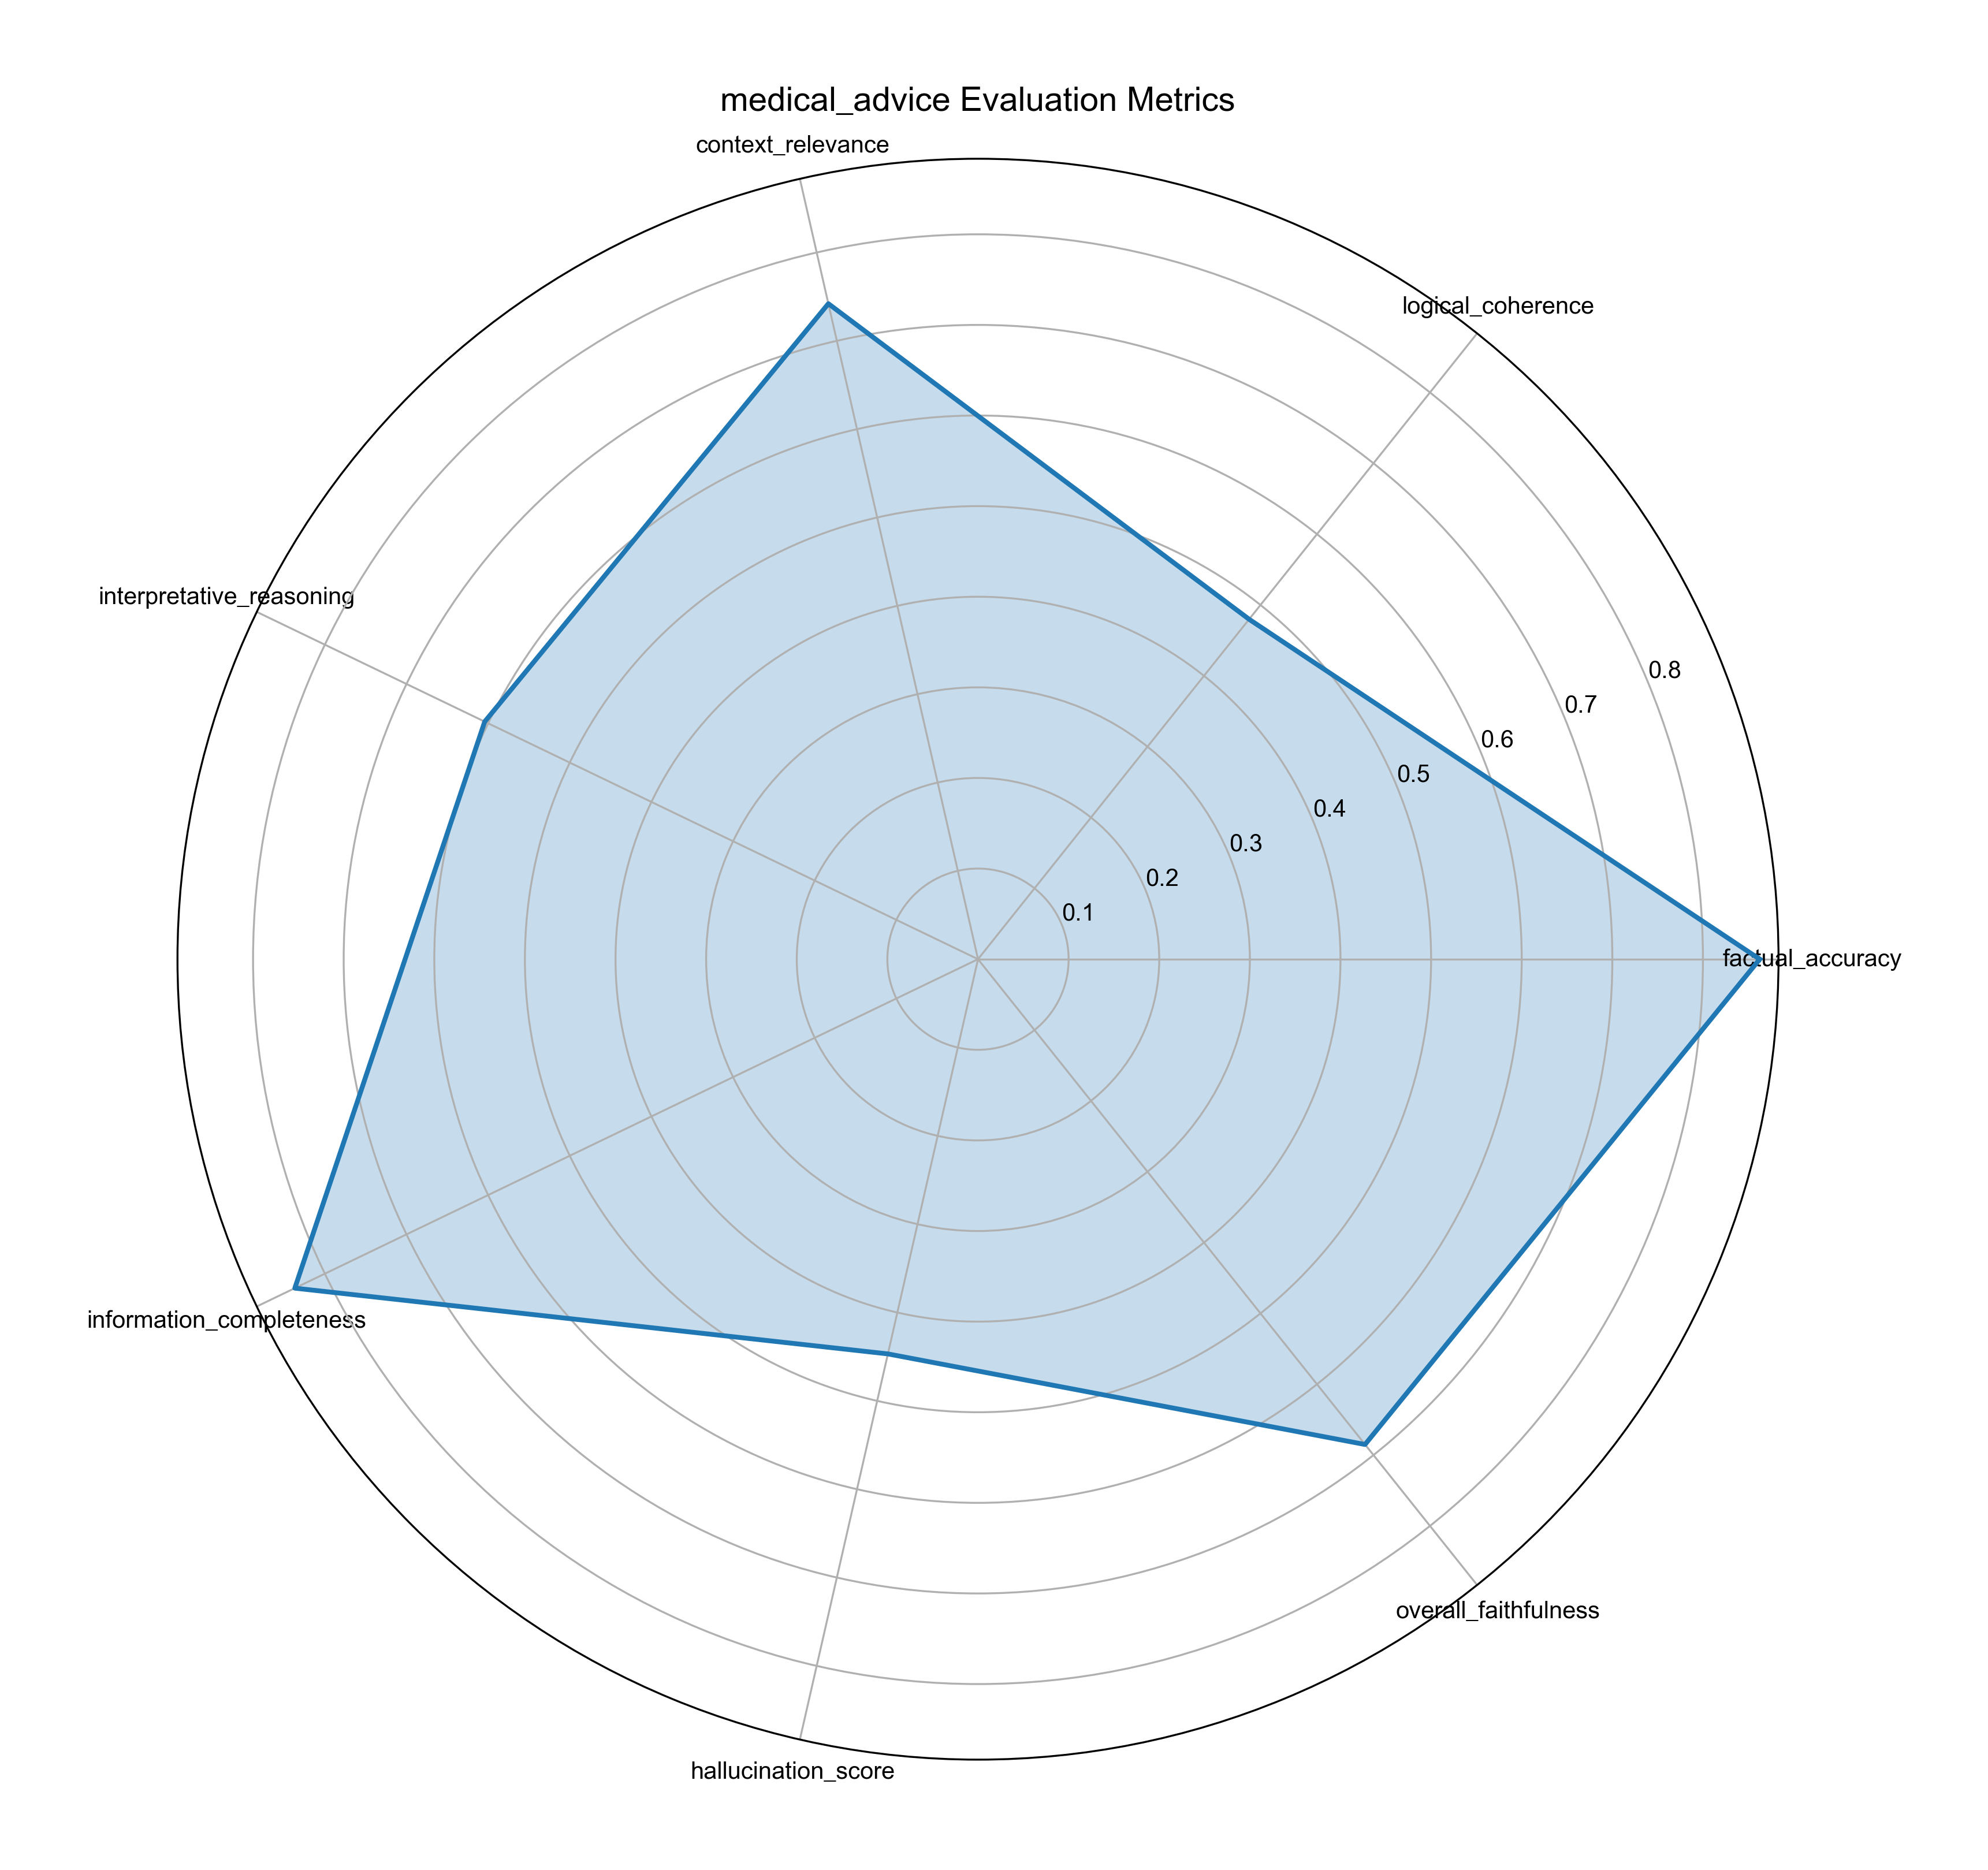 medical_advice Evaluation Metrics
context_relevance
logical_coherence
interpretative_reasoning
0.8
0.7
0.6
0.5
0.4
0.3
0.2
0.1
factual_accuracy
information_completeness
overall_faithfulness
hallucination_score